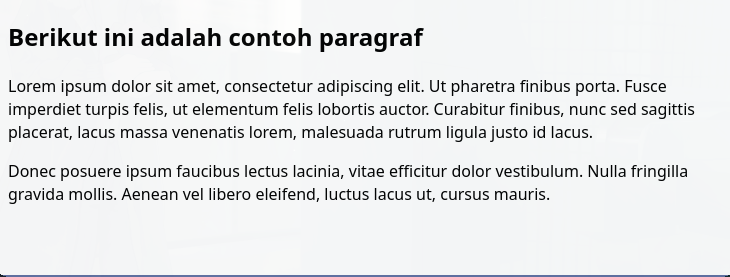 Berikut ini adalah contoh paragraf
Lorem ipsum dolor sit amet, consectetur adipiscing elit. Ut pharetra finibus porta. Fusce
imperdiet turpis felis, ut elementum felis lobortis auctor. Curabitur finibus, nunc sed sagittis
placerat, lacus massa venenatis lorem, malesuada rutrum ligula justo id lacus.
Donec posuere ipsum faucibus lectus lacinia, vitae efficitur dolor vestibulum. Nulla fringilla
gravida mollis. Aenean vel libero eleifend, luctus lacus ut, cursus mauris.